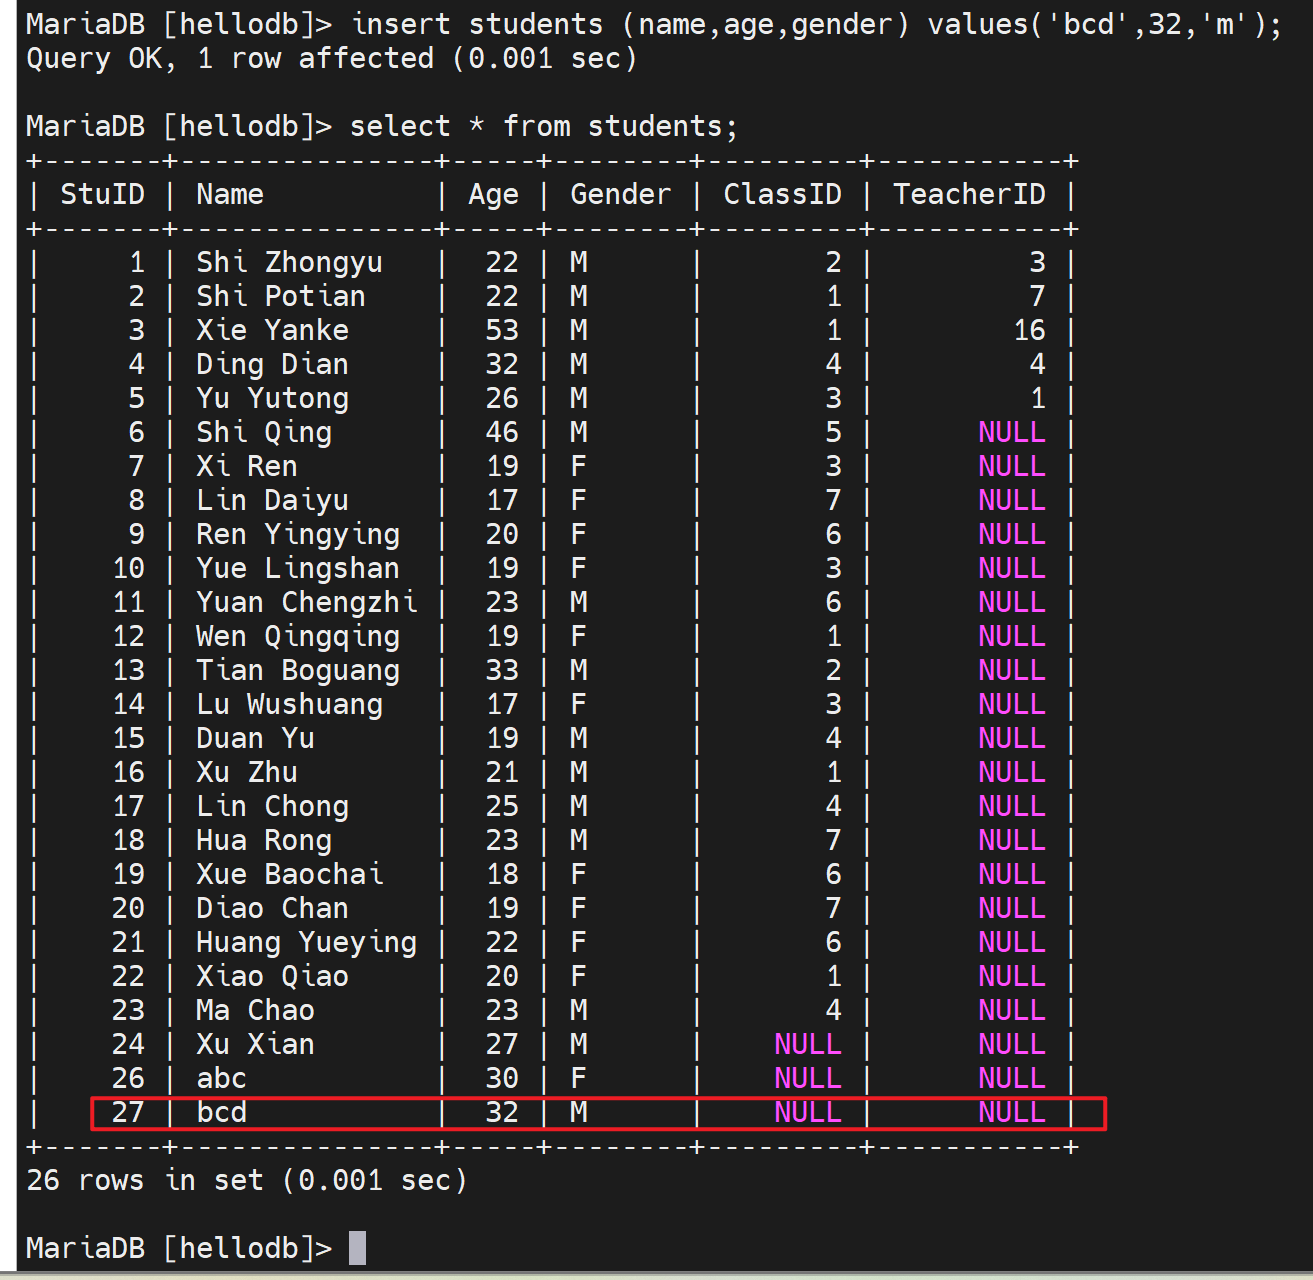 MariaDB [hellodb]> insert students (name,age,gender) values('bcd',32,'m');
Query OK, 1 row affected (0.001 sec)
MariaDB [hellodb]> select * from students;
+-------+---------------+-----+--------+---------+-----------+
| StuID | Name          | Age | Gender | ClassID | TeacherID |
+-------+---------------+-----+--------+---------+-----------+
|     1 | Shi Zhongyu   |  22 | M      |       2 |         3 |
|     2 | Shi Potian    |  22 | M      |       1 |         7 |
|     3 | Xie Yanke     |  53 | M      |       1 |        16 |
|     4 | Ding Dian     |  32 | M      |       4 |         4 |
|     5 | Yu Yutong     |  26 | M      |       3 |         1 |
|     6 | Shi Qing      |  46 | M      |       5 |      NULL |
|     7 | Xi Ren        |  19 | F      |       3 |      NULL |
|     8 | Lin Daiyu     |  17 | F      |       7 |      NULL |
|     9 | Ren Yingying  |  20 | F      |       6 |      NULL |
|    10 | Yue Lingshan  |  19 | F      |       3 |      NULL |
|    11 | Yuan Chengzhi |  23 | M      |       6 |      NULL |
|    12 | Wen Qingqing  |  19 | F      |       1 |      NULL |
|    13 | Tian Boguang  |  33 | M      |       2 |      NULL |
|    14 | Lu Wushuang   |  17 | F      |       3 |      NULL |
|    15 | Duan Yu       |  19 | M      |       4 |      NULL |
|    16 | Xu Zhu        |  21 | M      |       1 |      NULL |
|    17 | Lin Chong     |  25 | M      |       4 |      NULL |
|    18 | Hua Rong      |  23 | M      |       7 |      NULL |
|    19 | Xue Baochai   |  18 | F      |       6 |      NULL |
|    20 | Diao Chan     |  19 | F      |       7 |      NULL |
|    21 | Huang Yueying |  22 | F      |       6 |      NULL |
|    22 | Xiao Qiao     |  20 | F      |       1 |      NULL |
|    23 | Ma Chao       |  23 | M      |       4 |      NULL |
|    24 | Xu Xian       |  27 | M      |    NULL |      NULL |
|    26 | abc           |  30 | F      |    NULL |      NULL |
|    27 | bcd           |  32 | M      |    NULL |      NULL |
+-------+---------------+-----+--------+---------+-----------+
26 rows in set (0.001 sec)
MariaDB [hellodb]>